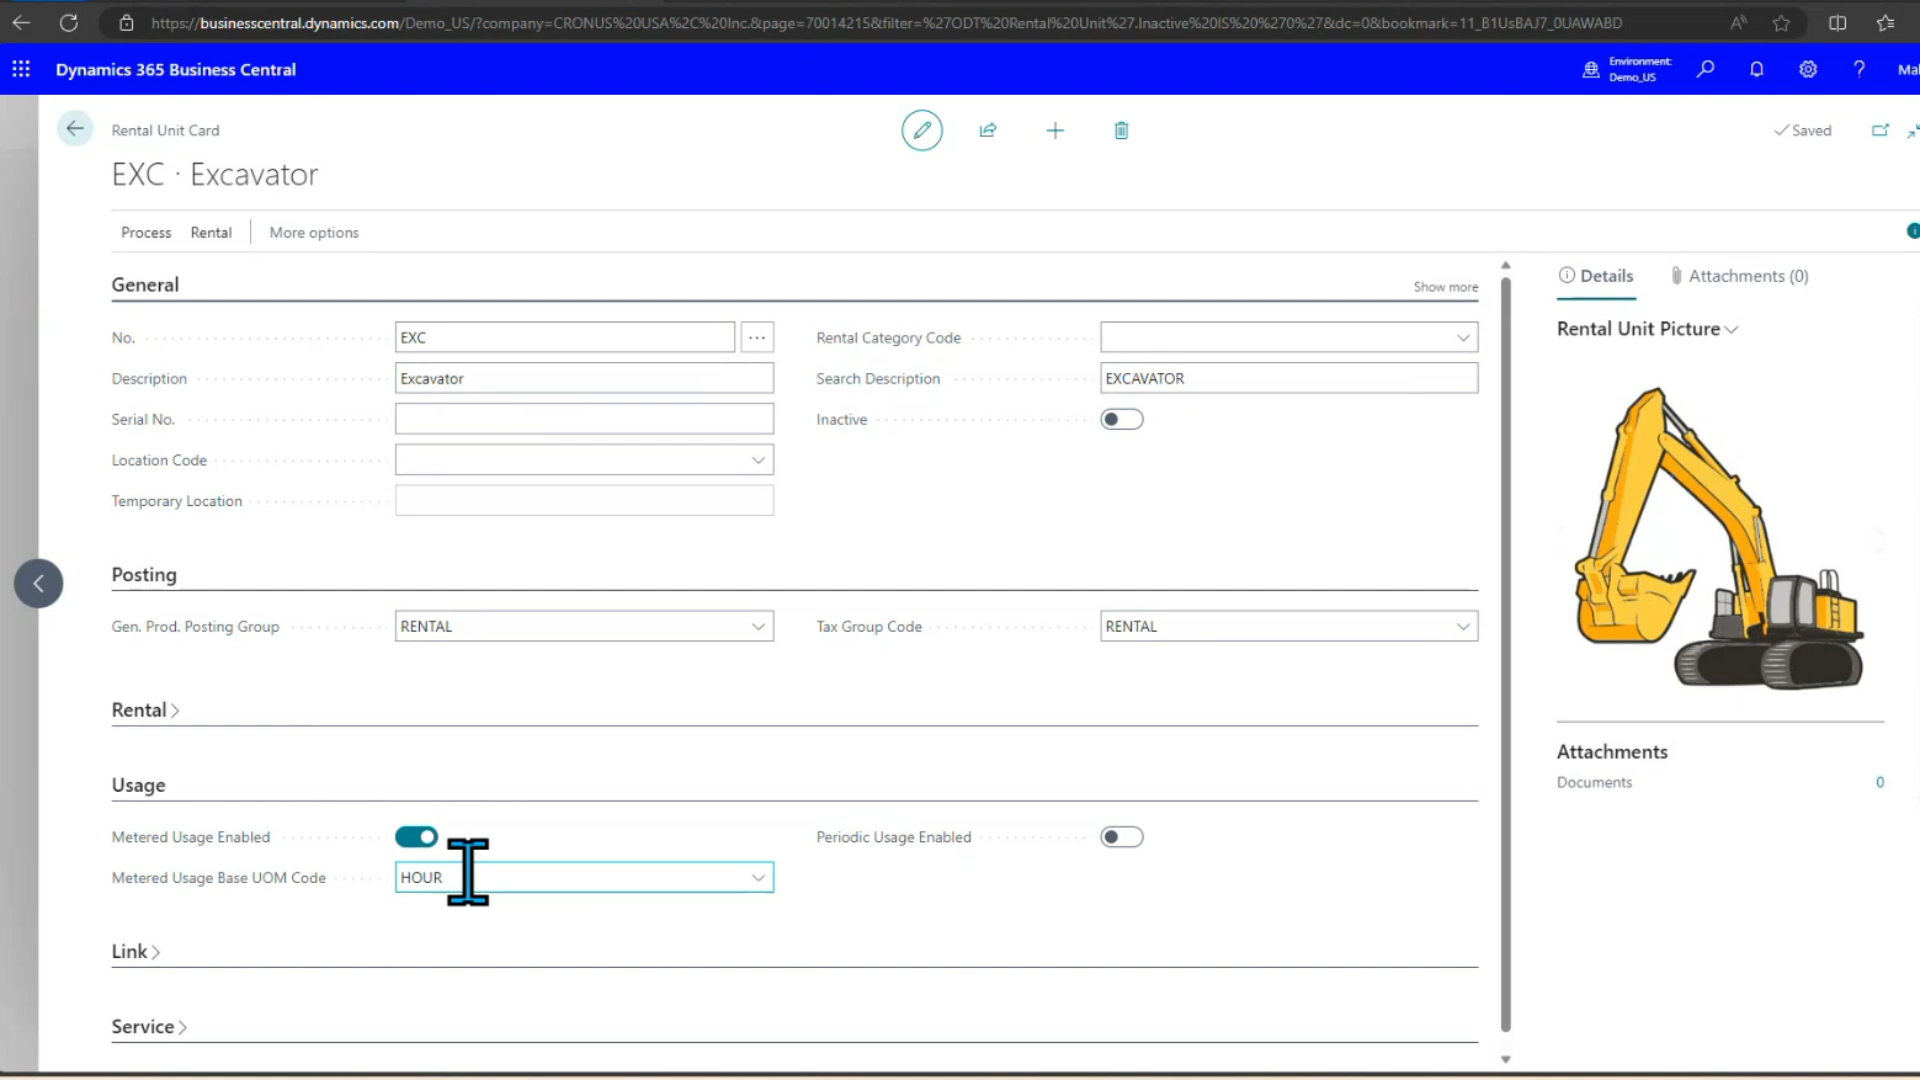 https://businesscentral.dynamics.com/Demo_US/?company=CRONUS%20USA%2C%20Inc.&page=70014215&filter=%27ODT%20Rental%20Unit%27.Inactive%20IS%20%270%27&dc=0&bookmark=11_B1UsBAJ7_0UAWABD
Dynamics 365 Business Central
Environment:
Demo_US
?
Rental Unit Card
Saved
EXC · Excavator
Process Rental More options
General Show more
No. EXC ...
Description Excavator
Serial No.
Location Code
Temporary Location
Rental Category Code
Search Description EXCAVATOR
Inactive
Posting
Gen. Prod. Posting Group RENTAL
Tax Group Code RENTAL
Rental
Usage
Metered Usage Enabled
Metered Usage Base UOM Code HOUR
Periodic Usage Enabled
Link
Service
Details Attachments (0)
Rental Unit Picture
Attachments
Documents 0